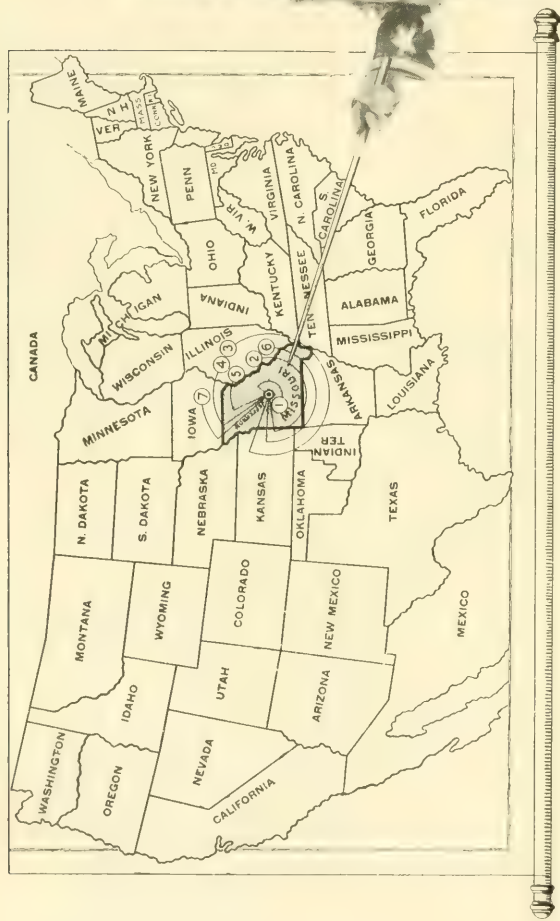 CANADA
WASHINGTON
OREGON
CALIFORNIA
NEVADA
IDAHO
MONTANA
WYOMING
UTAH
ARIZONA
COLORADO
NEW MEXICO
N. DAKOTA
S. DAKOTA
NEBRASKA
KANSAS
OKLAHOMA
INDIAN
TER
TEXAS
MEXICO
MINNESOTA
IOWA
MISSOURI
ARKANSAS
LOUISIANA
WISCONSIN
ILLINOIS
MICHIGAN
INDIANA
OHIO
KENTUCKY
TENNESSEE
MISSISSIPPI
ALABAMA
GEORGIA
FLORIDA
S.
CAROLINA
N. CAROLINA
VIRGINIA
W. VIR
MD
PENN
NEW YORK
VER
N H
MASS
CONN
MAINE
7
4
3
5
2
6
1